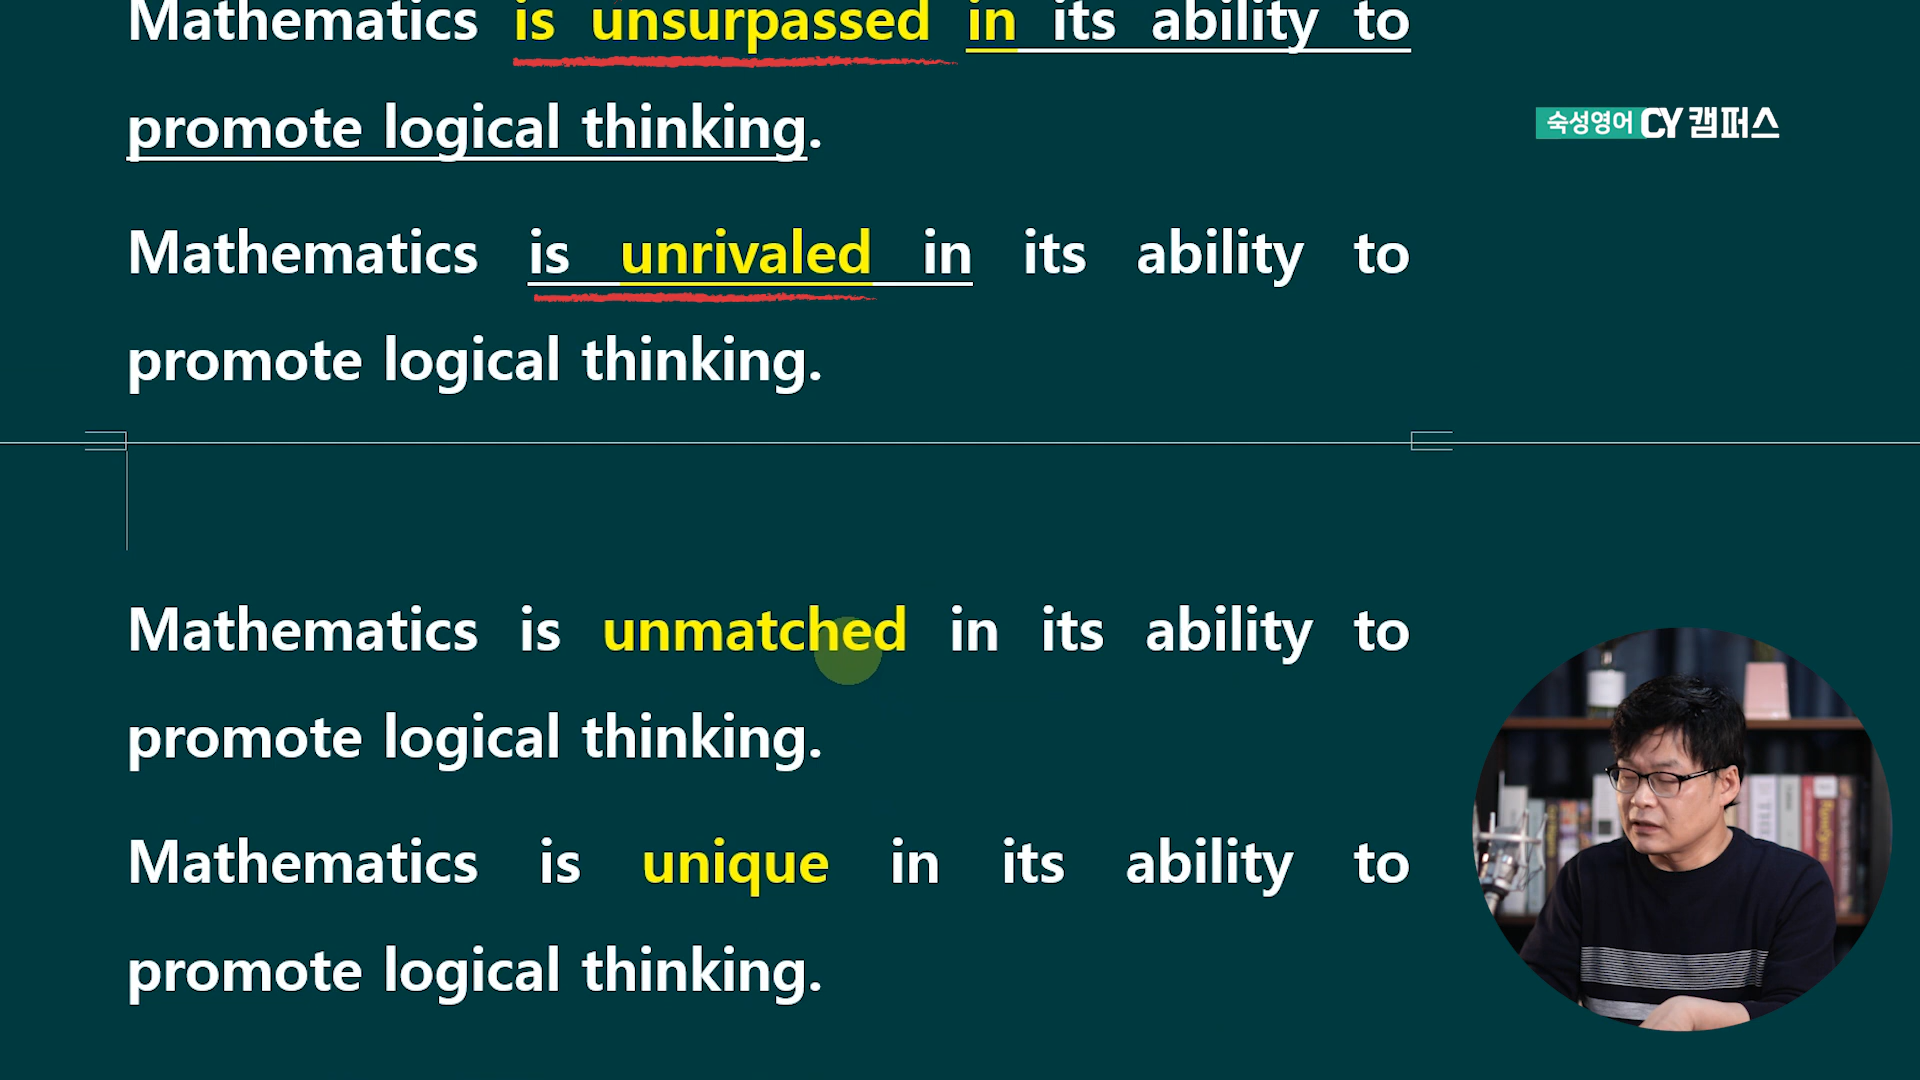 Mathematics is unsurpassed in its ability to
promote logical thinking.
숙성영어 CY캠퍼스
Mathematics is unrivaled in its ability to
promote logical thinking.
Mathematics is unmatched in its ability to
promote logical thinking.
Mathematics is unique in its ability to
promote logical thinking.